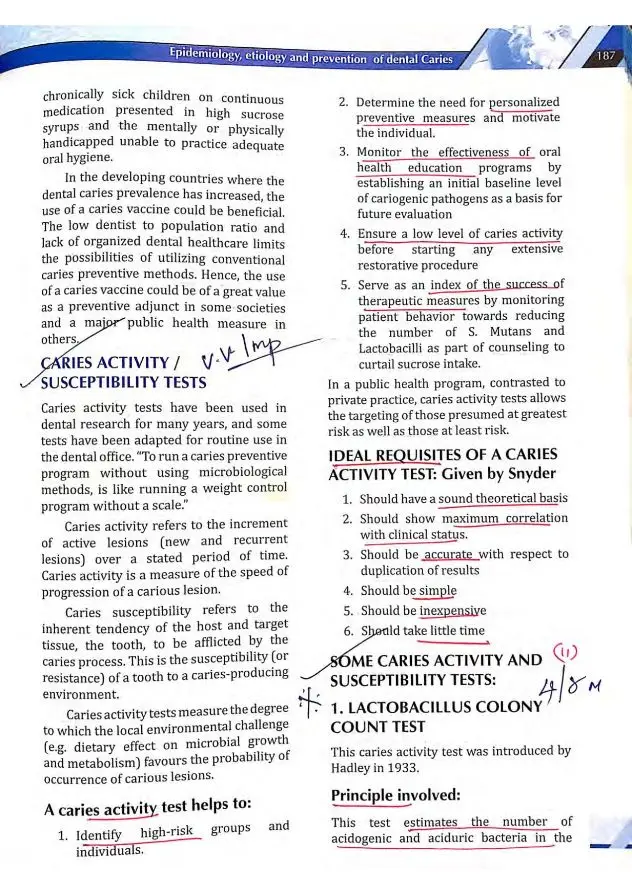 Epidemiology, etiology and prevention of dental Caries
187
chronically sick children on continuous
medication presented in high sucrose
syrups and the mentally or physically
handicapped unable to practice adequate
oral hygiene.
In the developing countries where the
dental caries prevalence has increased, the
use of a caries vaccine could be beneficial.
The low dentist to population ratio and
lack of organized dental healthcare limits
the possibilities of utilizing conventional
caries preventive methods. Hence, the use
of a caries vaccine could be of a great value
as a preventive adjunct in some societies
and a major public health measure in
others.
V.V Imp
CARIES ACTIVITY /
SUSCEPTIBILITY TESTS
Caries activity tests have been used in
dental research for many years, and some
tests have been adapted for routine use in
the dental office. "To run a caries preventive
program without using microbiological
methods, is like running a weight control
program without a scale."
Caries activity refers to the increment
of active lesions (new and recurrent
lesions) over a stated period of time.
Caries activity is a measure of the speed of
progression of a carious lesion.
Caries susceptibility refers to the
inherent tendency of the host and target
tissue, the tooth, to be afflicted by the
caries process. This is the susceptibility (or
resistance) of a tooth to a caries-producing
environment.
Caries activity tests measure the degree
to which the local environmental challenge
(e.g. dietary effect on microbial growth
and metabolism) favours the probability of
occurrence of carious lesions.
A caries activity test helps to:
1. Identify high-risk groups and
individuals.
2. Determine the need for personalized
preventive measures and motivate
the individual.
3. Monitor the effectiveness of oral
health education programs by
establishing an initial baseline level
of cariogenic pathogens as a basis for
future evaluation
4. Ensure a low level of caries activity
before starting any extensive
restorative procedure
5. Serve as an index of the success of
therapeutic measures by monitoring
patient behavior towards reducing
the number of S. Mutans and
Lactobacilli as part of counseling to
curtail sucrose intake.
In a public health program, contrasted to
private practice, caries activity tests allows
the targeting of those presumed at greatest
risk as well as those at least risk.
IDEAL REQUISITES OF A CARIES
ACTIVITY TEST: Given by Snyder
1. Should have a sound theoretical basis
2. Should show maximum correlation
with clinical status.
3. Should be accurate with respect to
duplication of results
4. Should be simple
5. Should be inexpensive
6. Should take little time
SOME CARIES ACTIVITY AND
(11)
SUSCEPTIBILITY TESTS:
4/8 M
1. LACTOBACILLUS COLONY
COUNT TEST
This caries activity test was introduced by
Hadley in 1933.
Principle involved:
This test estimates the number of
acidogenic and aciduric bacteria in the